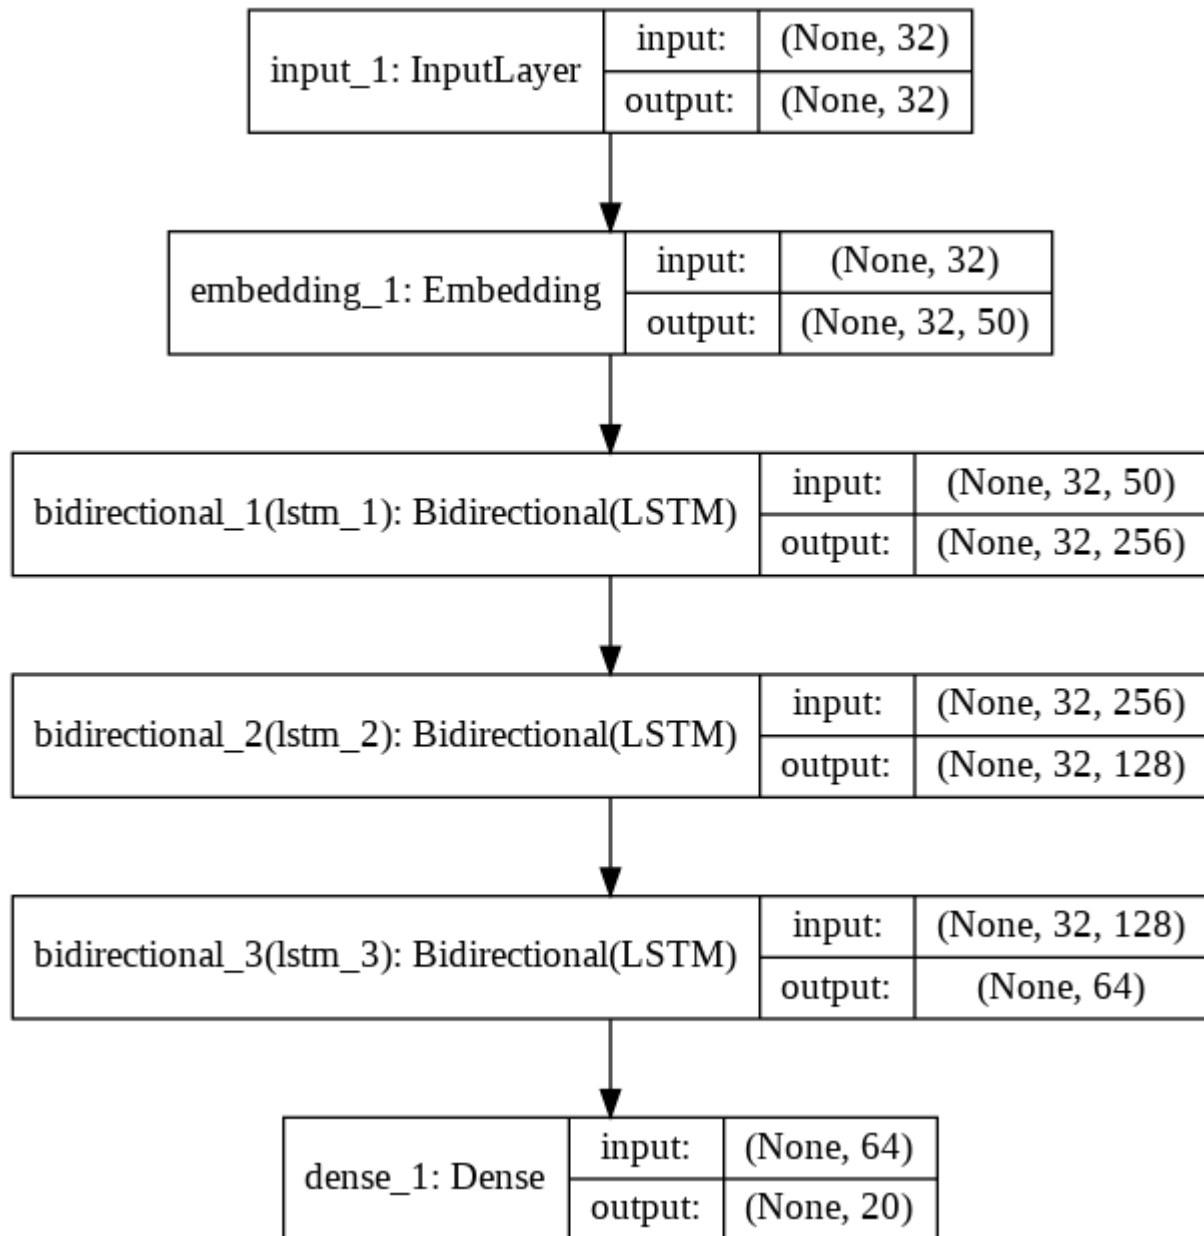 input_1: InputLayer
input: (None, 32)
output: (None, 32)
embedding_1: Embedding
input: (None, 32)
output: (None, 32, 50)
bidirectional_1(lstm_1): Bidirectional(LSTM)
input: (None, 32, 50)
output: (None, 32, 256)
bidirectional_2(lstm_2): Bidirectional(LSTM)
input: (None, 32, 256)
output: (None, 32, 128)
bidirectional_3(lstm_3): Bidirectional(LSTM)
input: (None, 32, 128)
output: (None, 64)
dense_1: Dense
input: (None, 64)
output: (None, 20)